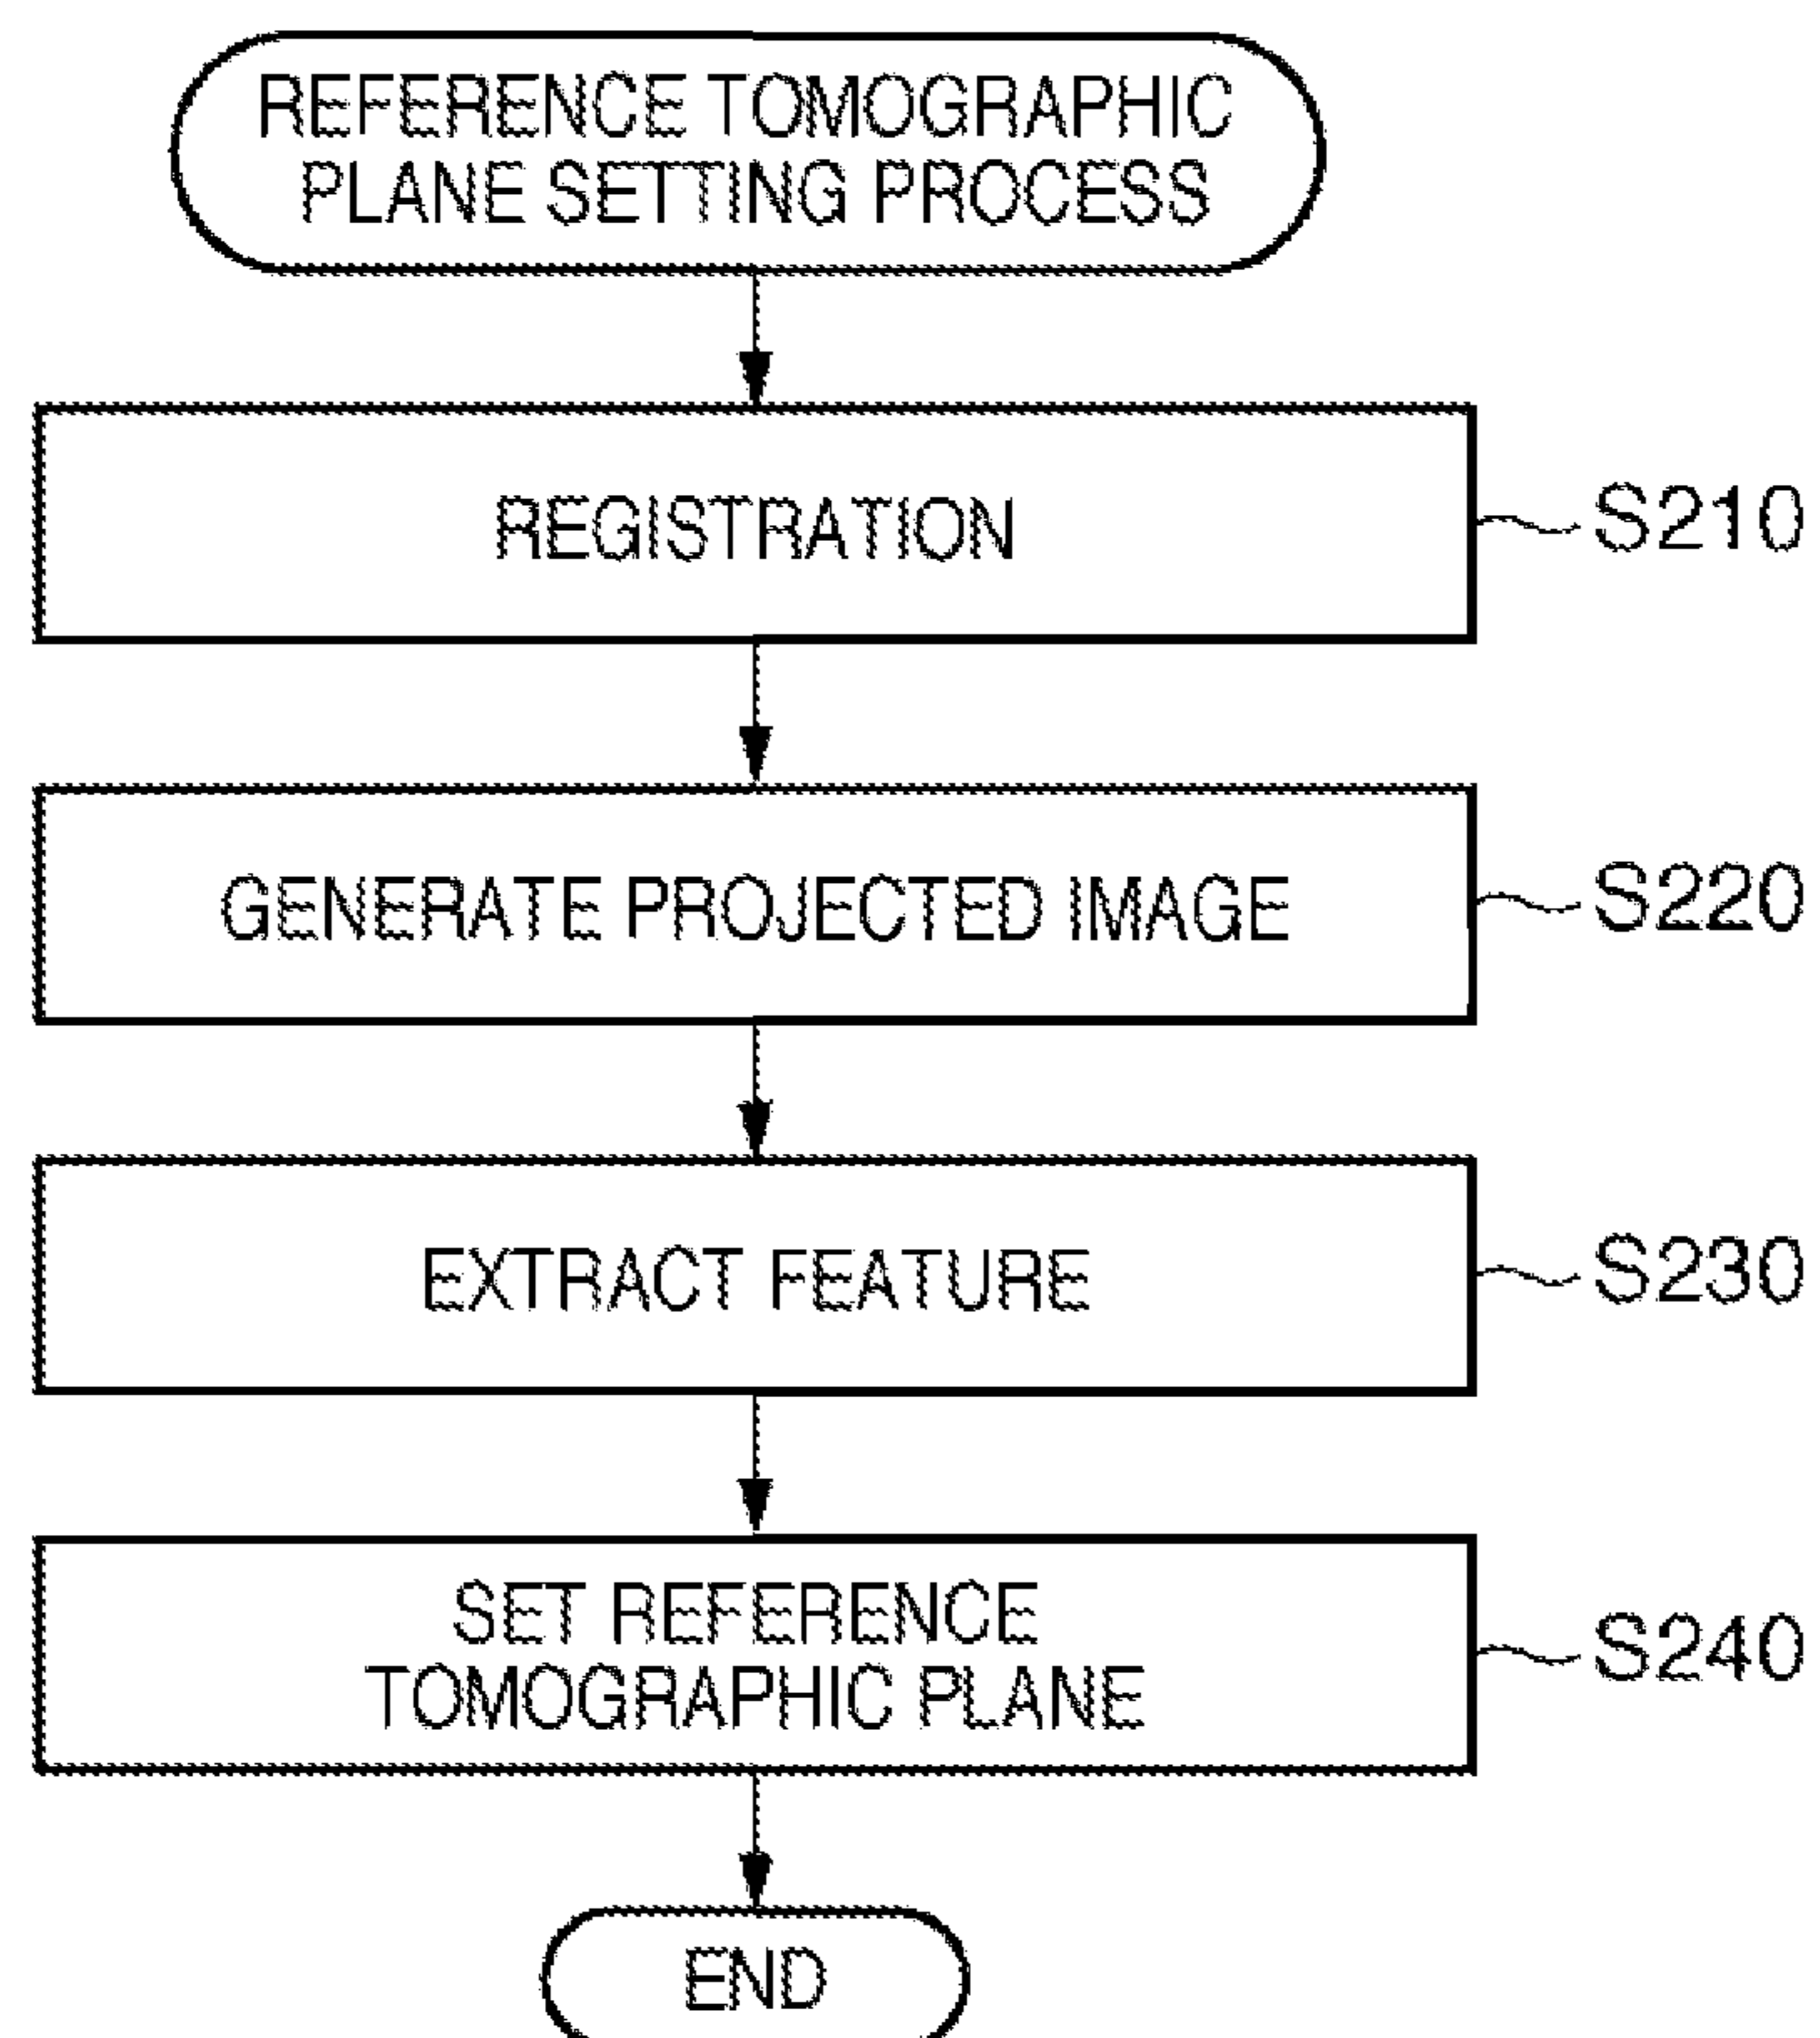 REFERENCE TOMOGRAPHIC
PLANE SETTING PROCESS
REGISTRATION
S210
GENERATE PROJECTED IMAGE
S220
EXTRACT FEATURE
S230
SET REFERENCE
TOMOGRAPHIC PLANE
S240
END